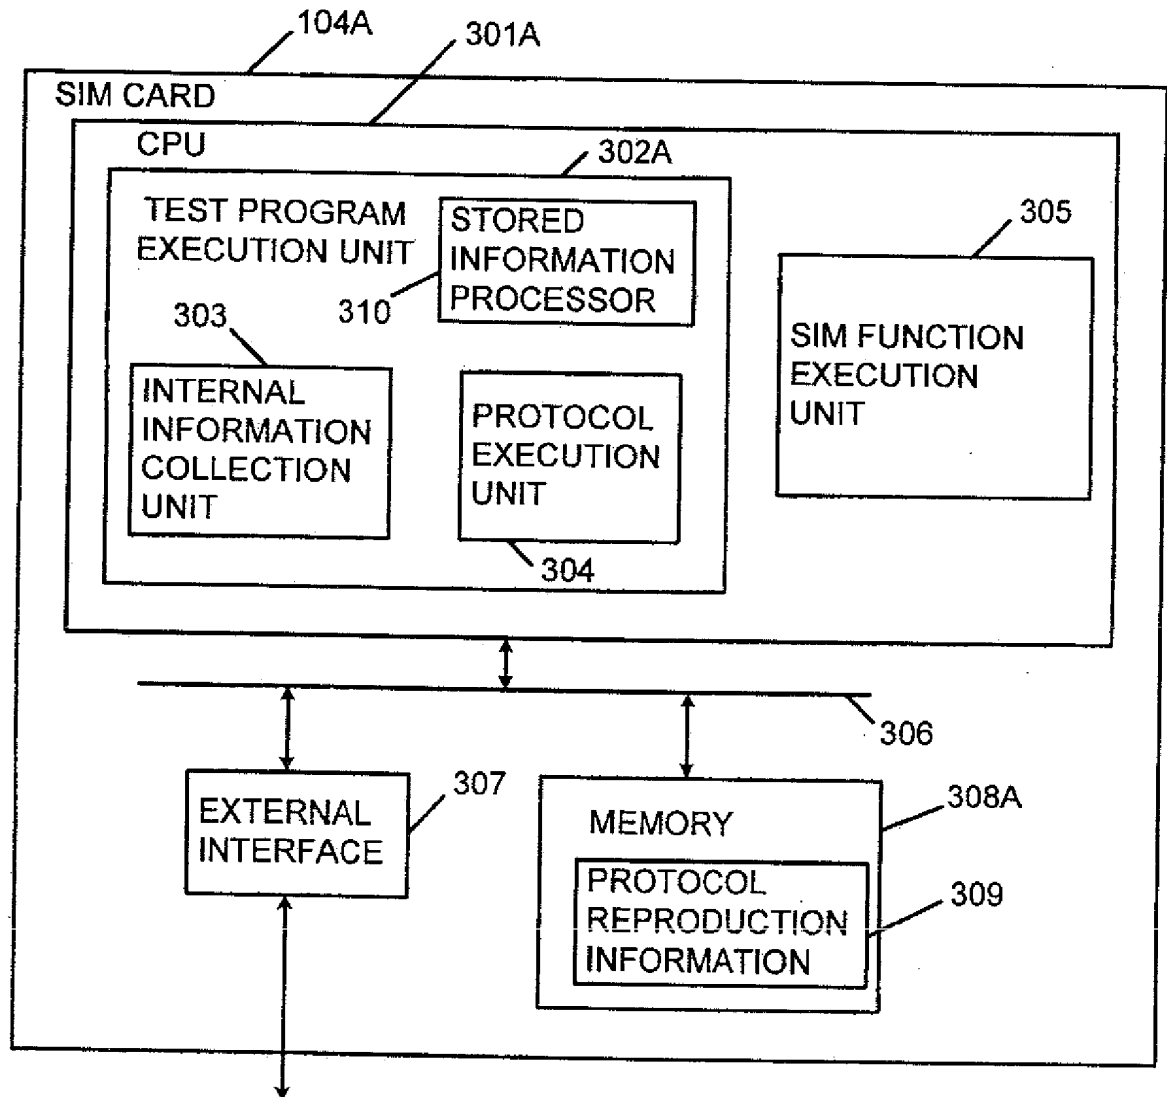 104A
301A
SIM CARD
CPU
302A
TEST PROGRAM
EXECUTION UNIT
STORED
INFORMATION
PROCESSOR
310
305
303
SIM FUNCTION
EXECUTION
UNIT
INTERNAL
INFORMATION
COLLECTION
UNIT
PROTOCOL
EXECUTION
UNIT
304
306
307
EXTERNAL
INTERFACE
308A
MEMORY
PROTOCOL
REPRODUCTION
INFORMATION
309